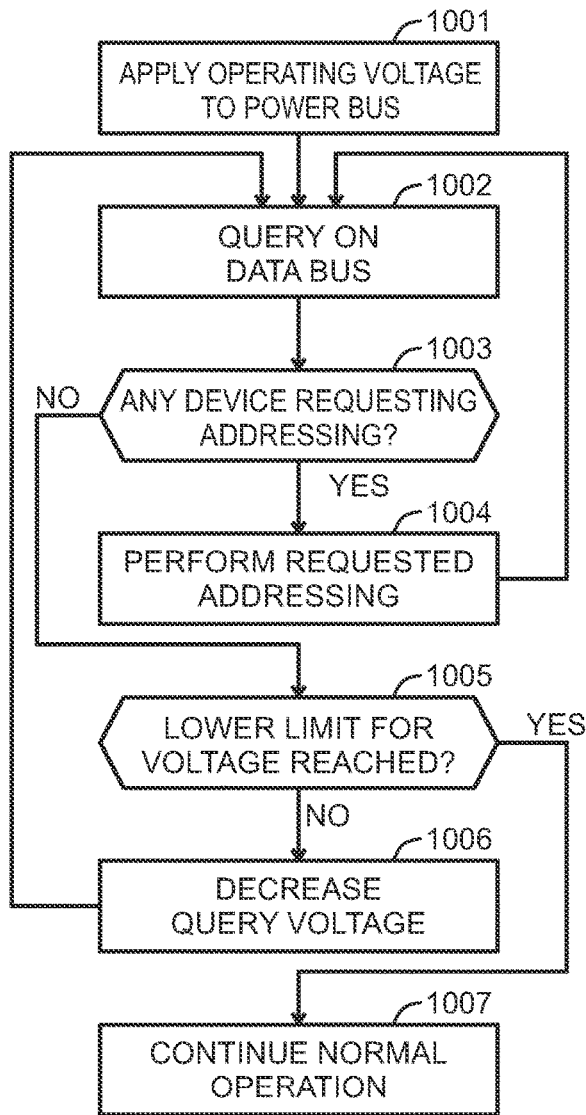 1001
APPLY OPERATING VOLTAGE
TO POWER BUS
1002
QUERY ON
DATA BUS
1003
NO
ANY DEVICE REQUESTING
ADDRESSING?
YES
1004
PERFORM REQUESTED
ADDRESSING
1005
LOWER LIMIT FOR
VOLTAGE REACHED?
YES
NO
1006
DECREASE
QUERY VOLTAGE
1007
CONTINUE NORMAL
OPERATION